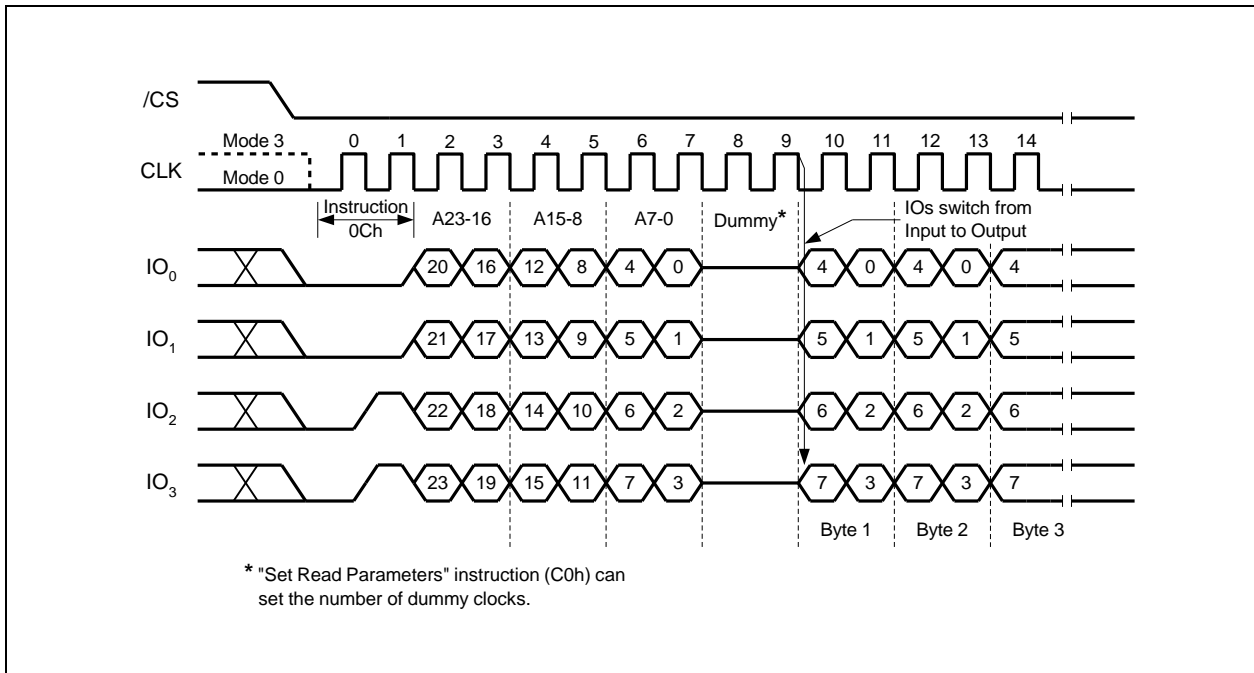 /CS
Mode 3 0 1 2 3 4 5 6 7 8 9 10 11 12 13 14
CLK
Mode 0
Instruction
0Ch
A23-16 A15-8 A7-0 Dummy*
IOs switch from
Input to Output
IO0 20 16 12 8 4 0 4 0 4 0 4
IO1 21 17 13 9 5 1 5 1 5 1 5
IO2 22 18 14 10 6 2 6 2 6 2 6
IO3 23 19 15 11 7 3 7 3 7 3 7
Byte 1 Byte 2 Byte 3
* "Set Read Parameters" instruction (C0h) can
set the number of dummy clocks.